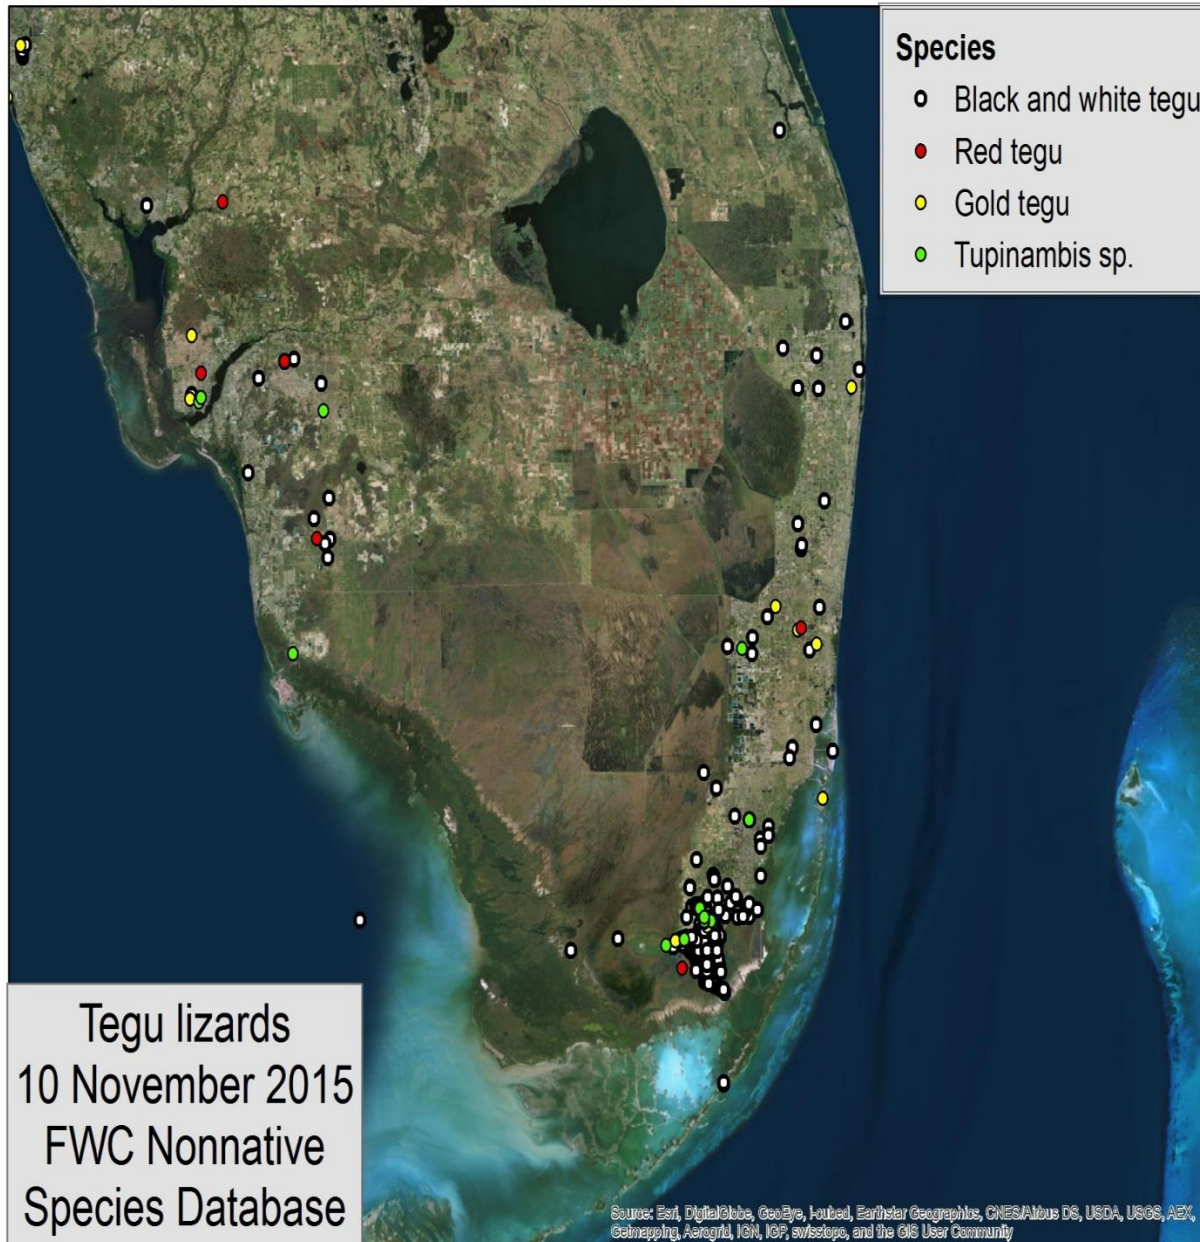 Species
Black and white tegu
Red tegu
Gold tegu
Tupinambis sp.
Tegu lizards
10 November 2015
FWC Nonnative
Species Database
Source: Esri, DigitalGlobe, GeoEye, i-cubed, Earthstar Geographics, CNES/Airbus DS, USDA, USGS, AEX,
Getmapping, Aerogrid, IGN, IGP, swisstopo, and the GIS User Community